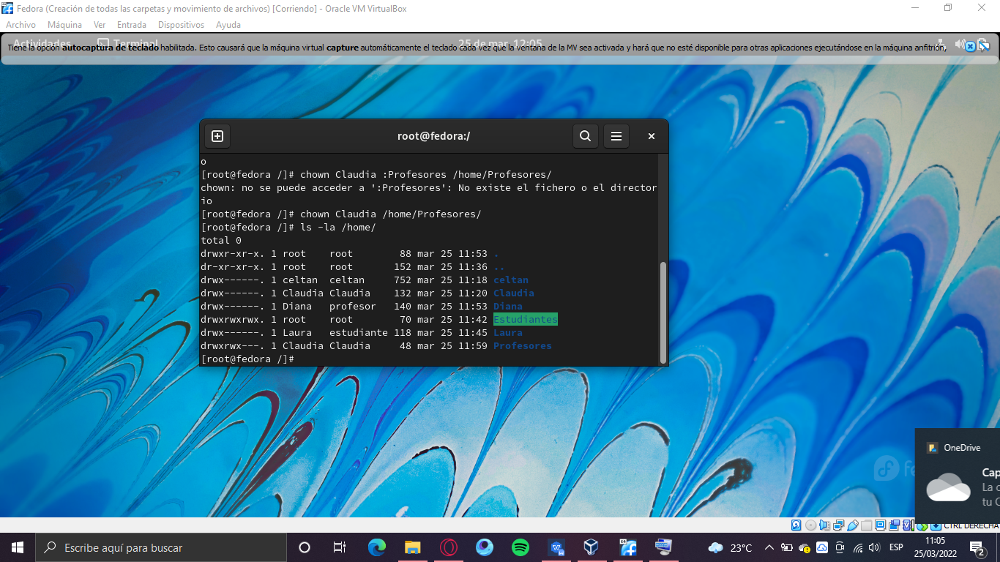 Fedora (Creación de todas las carpetas y movimiento de archivos) [Corriendo] - Oracle VM VirtualBox
Archivo Máquina Ver Entrada Dispositivos Ayuda
Actividades Terminal 25 de mar 12:05
Tiene la opción autocaptura de teclado habilitada. Esto causará que la máquina virtual capture automáticamente el teclado cada vez que la ventana de la MV sea activada y hará que no esté disponible para otras aplicaciones ejecutándose en la máquina anfitrión,
root@fedora:/
o
[root@fedora /]# chown Claudia :Profesores /home/Profesores/
chown: no se puede acceder a ':Profesores': No existe el fichero o el director
io
[root@fedora /]# chown Claudia /home/Profesores/
[root@fedora /]# ls -la /home/
total 0
drwxr-xr-x. 1 root root 88 mar 25 11:53 .
dr-xr-xr-x. 1 root root 152 mar 25 11:36 ..
drwx------. 1 celtan celtan 752 mar 25 11:18 celtan
drwx------. 1 Claudia Claudia 132 mar 25 11:20 Claudia
drwx------. 1 Diana profesor 140 mar 25 11:53 Diana
drwxrwxrwx. 1 root root 70 mar 25 11:42 Estudiantes
drwx------. 1 Laura estudiante 118 mar 25 11:45 Laura
drwxrwx---. 1 Claudia Claudia 48 mar 25 11:59 Profesores
[root@fedora /]#
OneDrive
Cap
La c
tu C
fe
CTRL DERECHA
Escribe aquí para buscar
23°C
ESP
11:05
25/03/2022
2